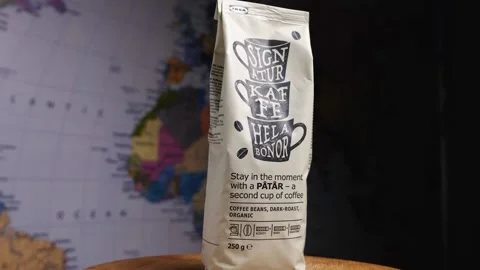 IKEA
SIGN
ATUR
KAF
FE
HELA
BÖNOR
Stay in the moment
with a PÅTÅR – a
second cup of coffee
COFFEE BEANS, DARK-ROAST,
ORGANIC
250 g e